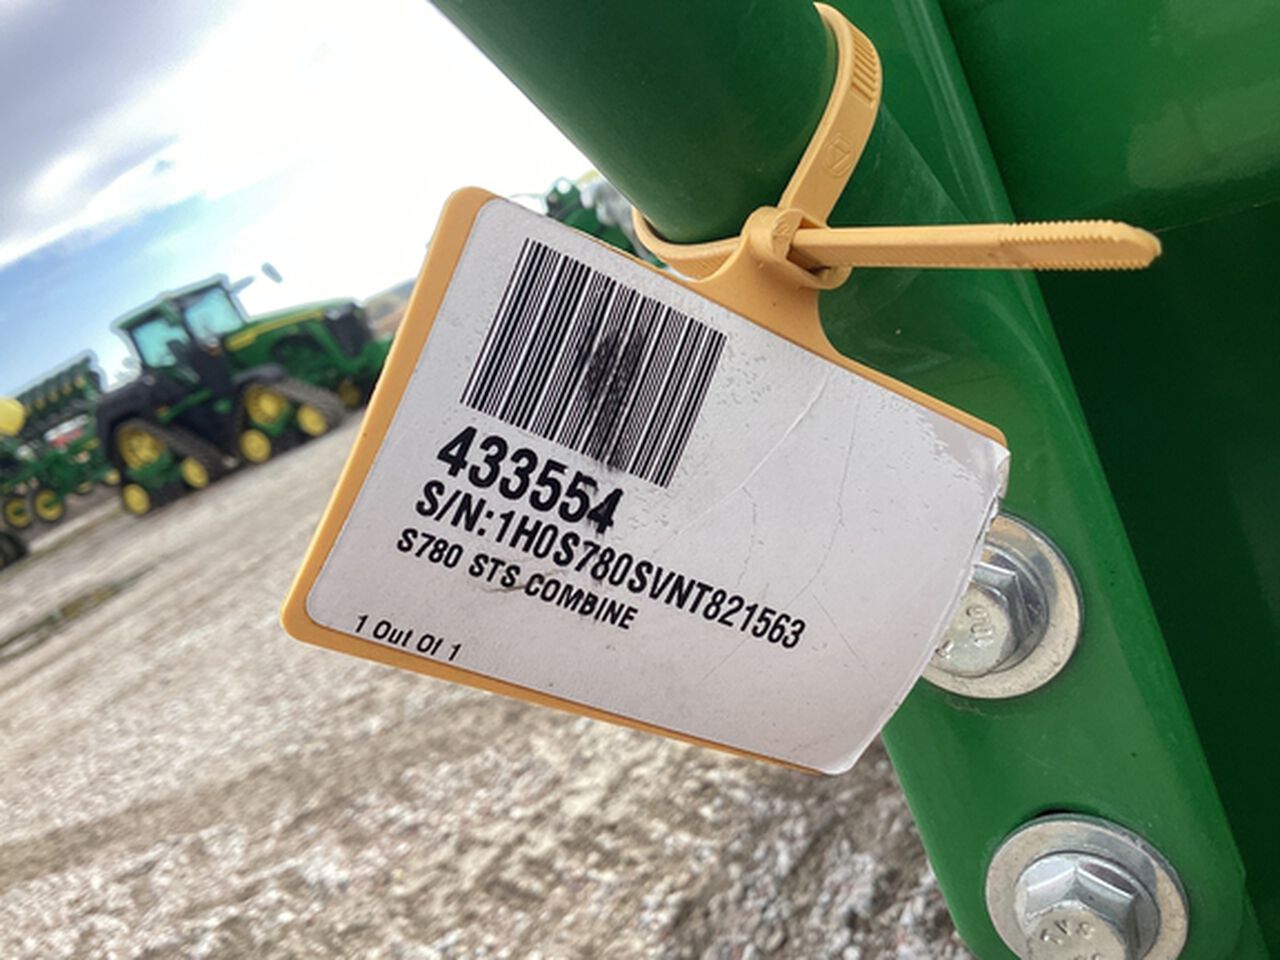 433554
S/N:1H0S780SVNT821563
S780 STS COMBINE
1 Out Of 1